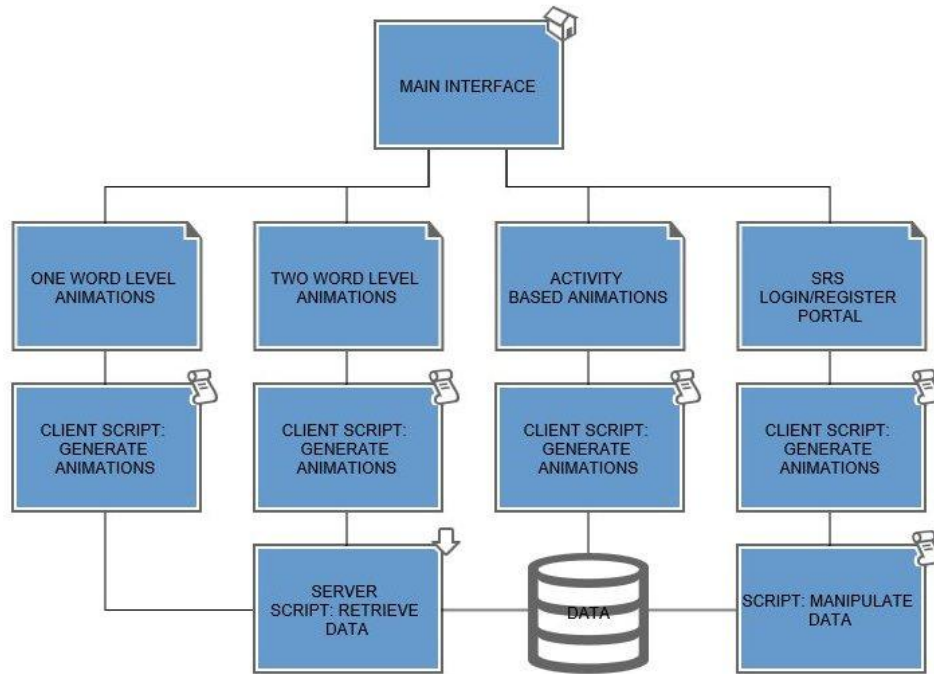 MAIN INTERFACE
ONE WORD LEVEL
ANIMATIONS
TWO WORD LEVEL
ANIMATIONS
ACTIVITY
BASED ANIMATIONS
SRS
LOGIN/REGISTER
PORTAL
CLIENT SCRIPT:
GENERATE
ANIMATIONS
CLIENT SCRIPT:
GENERATE
ANIMATIONS
CLIENT SCRIPT:
GENERATE
ANIMATIONS
CLIENT SCRIPT:
GENERATE
ANIMATIONS
SERVER
SCRIPT: RETRIEVE
DATA
DATA
SCRIPT: MANIPULATE
DATA